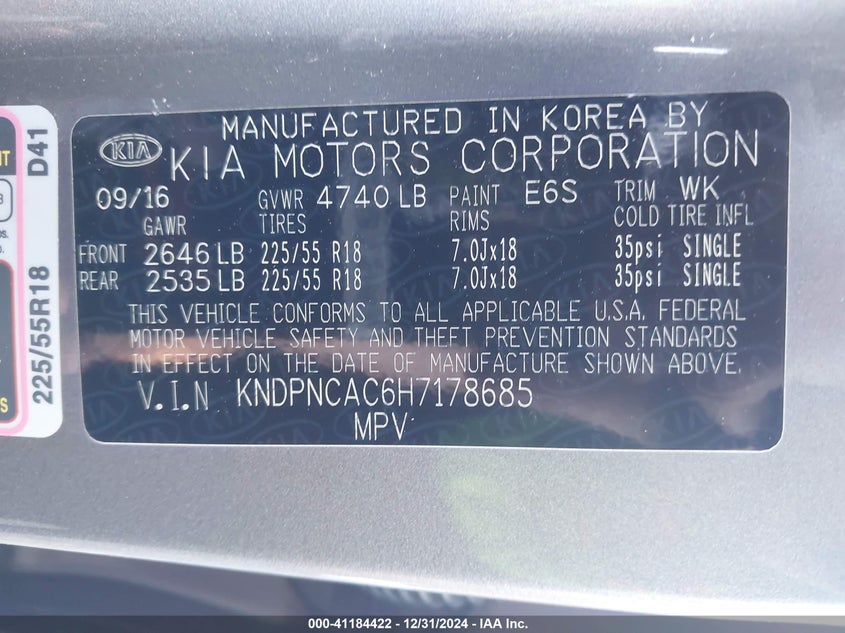 MANUFACTURED IN KOREA BY
KIA KIA MOTORS CORPORATION
09/16 GVWR 4740 LB PAINT E6S TRIM WK
GAWR TIRES RIMS COLD TIRE INFL
FRONT 2646 LB 225/55 R18 7.0Jx18 35psi SINGLE
REAR 2535 LB 225/55 R18 7.0Jx18 35psi SINGLE
THIS VEHICLE CONFORMS TO ALL APPLICABLE U.S.A. FEDERAL
MOTOR VEHICLE SAFETY AND THEFT PREVENTION STANDARDS
IN EFFECT ON THE DATE OF MANUFACTURE SHOWN ABOVE.
V.I.N KNDPNCAC6H7178685
MPV
225/55R18 D41
000-41184422 - 12/31/2024 - IAA Inc.